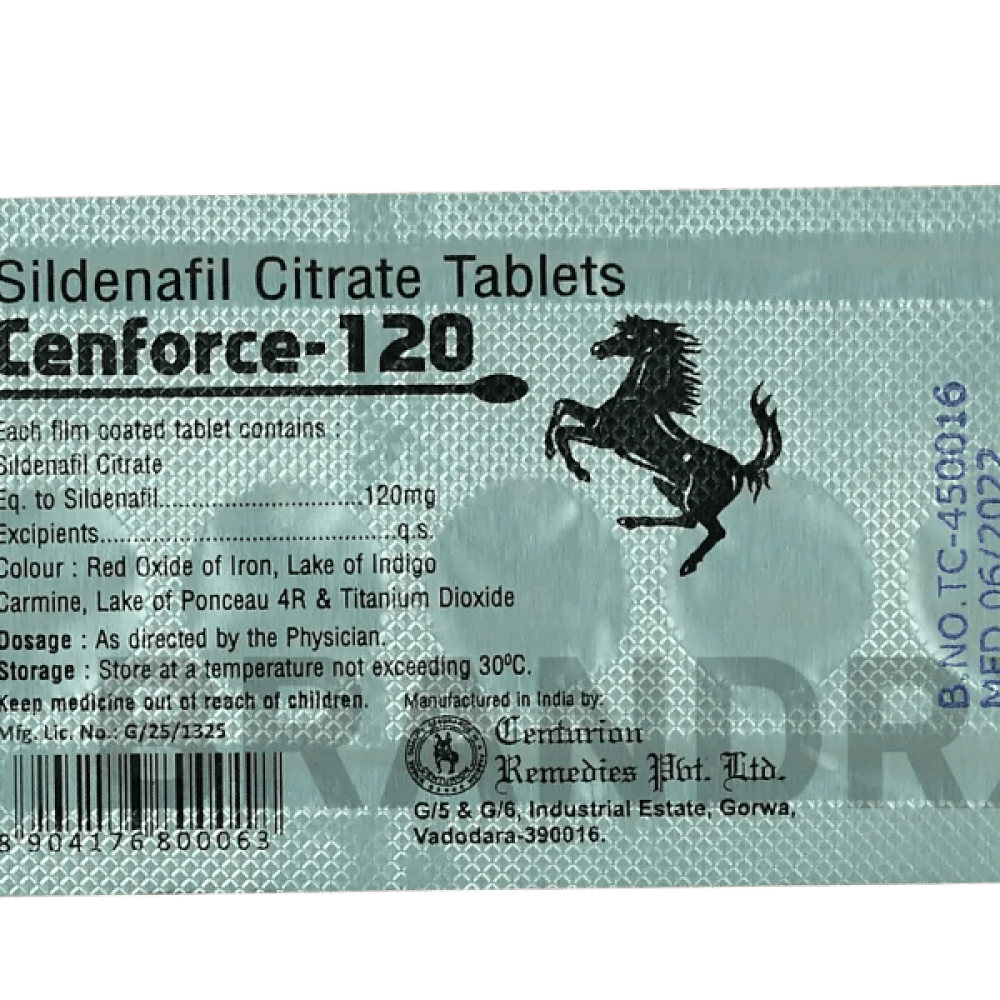 Sildenafil Citrate Tablets
Cenforce-120
Each film coated tablet contains :
Sildenafil Citrate
Eq. to Sildenafil..............................120mg
Excipients............................................q.s.
Colour : Red Oxide of Iron, Lake of Indigo
Carmine, Lake of Ponceau 4R & Titanium Dioxide
Dosage : As directed by the Physician.
Storage : Store at a temperature not exceeding 30ºC.
Keep medicine out of reach of children.
Mfg. Lic. No.: G/25/1325
8 904176 800063
Manufactured in India by:
Centurion
Remedies Pvt. Ltd.
G/5 & G/6, Industrial Estate, Gorwa,
Vadodara-390016.
B.NO.TC-450016
MFD.06/2022